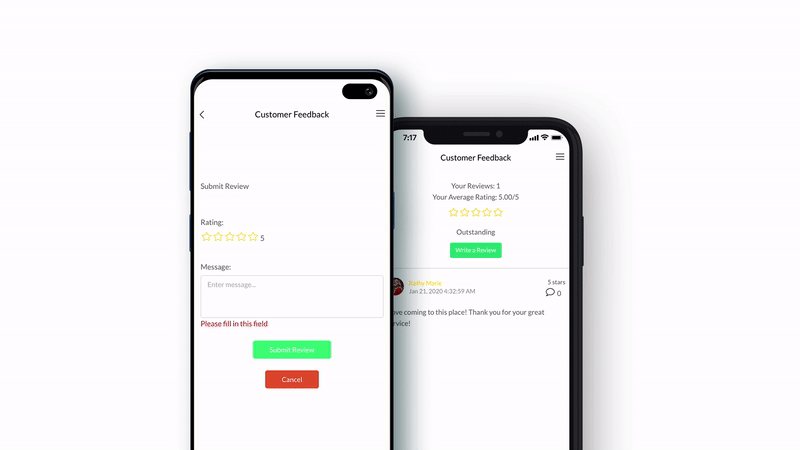 Customer Feedback
Submit Review
Rating:
5
Message:
Enter message...
Please fill in this field
Submit Review
Cancel
7:17
Customer Feedback
Your Reviews: 1
Your Average Rating: 5.00/5
Outstanding
Write a Review
Kathy Maria
5 stars
Jan 21, 2020 4:32:59 AM
0
ove coming to this place! Thank you for your great
rvice!